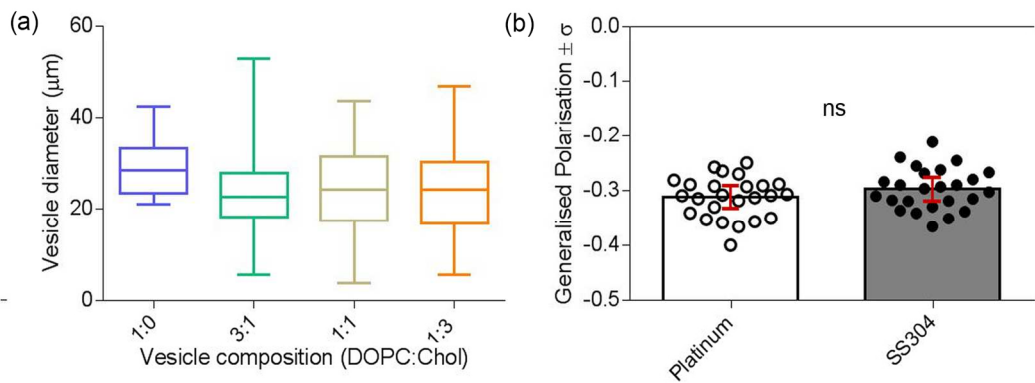 (a)
Vesicle diameter (μm)
60
40
20
0
1:0
3:1
1:1
1:3
Vesicle composition (DOPC:Chol)
(b)
Generalised Polarisation ± σ
0.0
-0.1
-0.2
-0.3
-0.4
-0.5
ns
Platinum
SS304